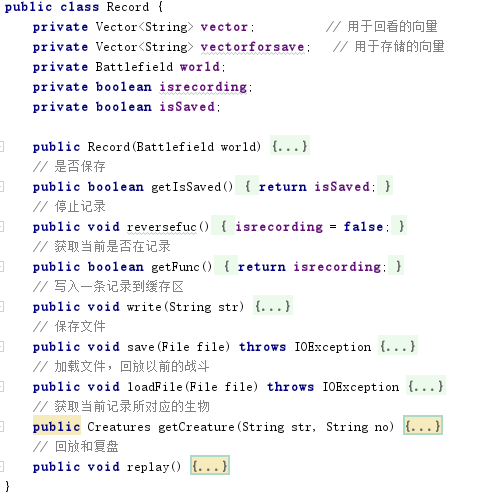 public class Record {
private Vector<String> vector; // 用于回看的向量
private Vector<String> vectorforsave; // 用于存储的向量
private Battlefield world;
private boolean isrecording;
private boolean isSaved;
public Record(Battlefield world) {...}
// 是否保存
public boolean getIsSaved() { return isSaved; }
// 停止记录
public void reversefuc() { isrecording = false; }
// 获取当前是否在记录
public boolean getFunc() { return isrecording; }
// 写入一条记录到缓存区
public void write(String str) {...}
// 保存文件
public void save(File file) throws IOException {...}
// 加载文件，回放以前的战斗
public void loadFile(File file) throws IOException {...}
// 获取当前记录所对应的生物
public Creatures getCreature(String str, String no) {...}
// 回放和复盘
public void replay() {...}
}